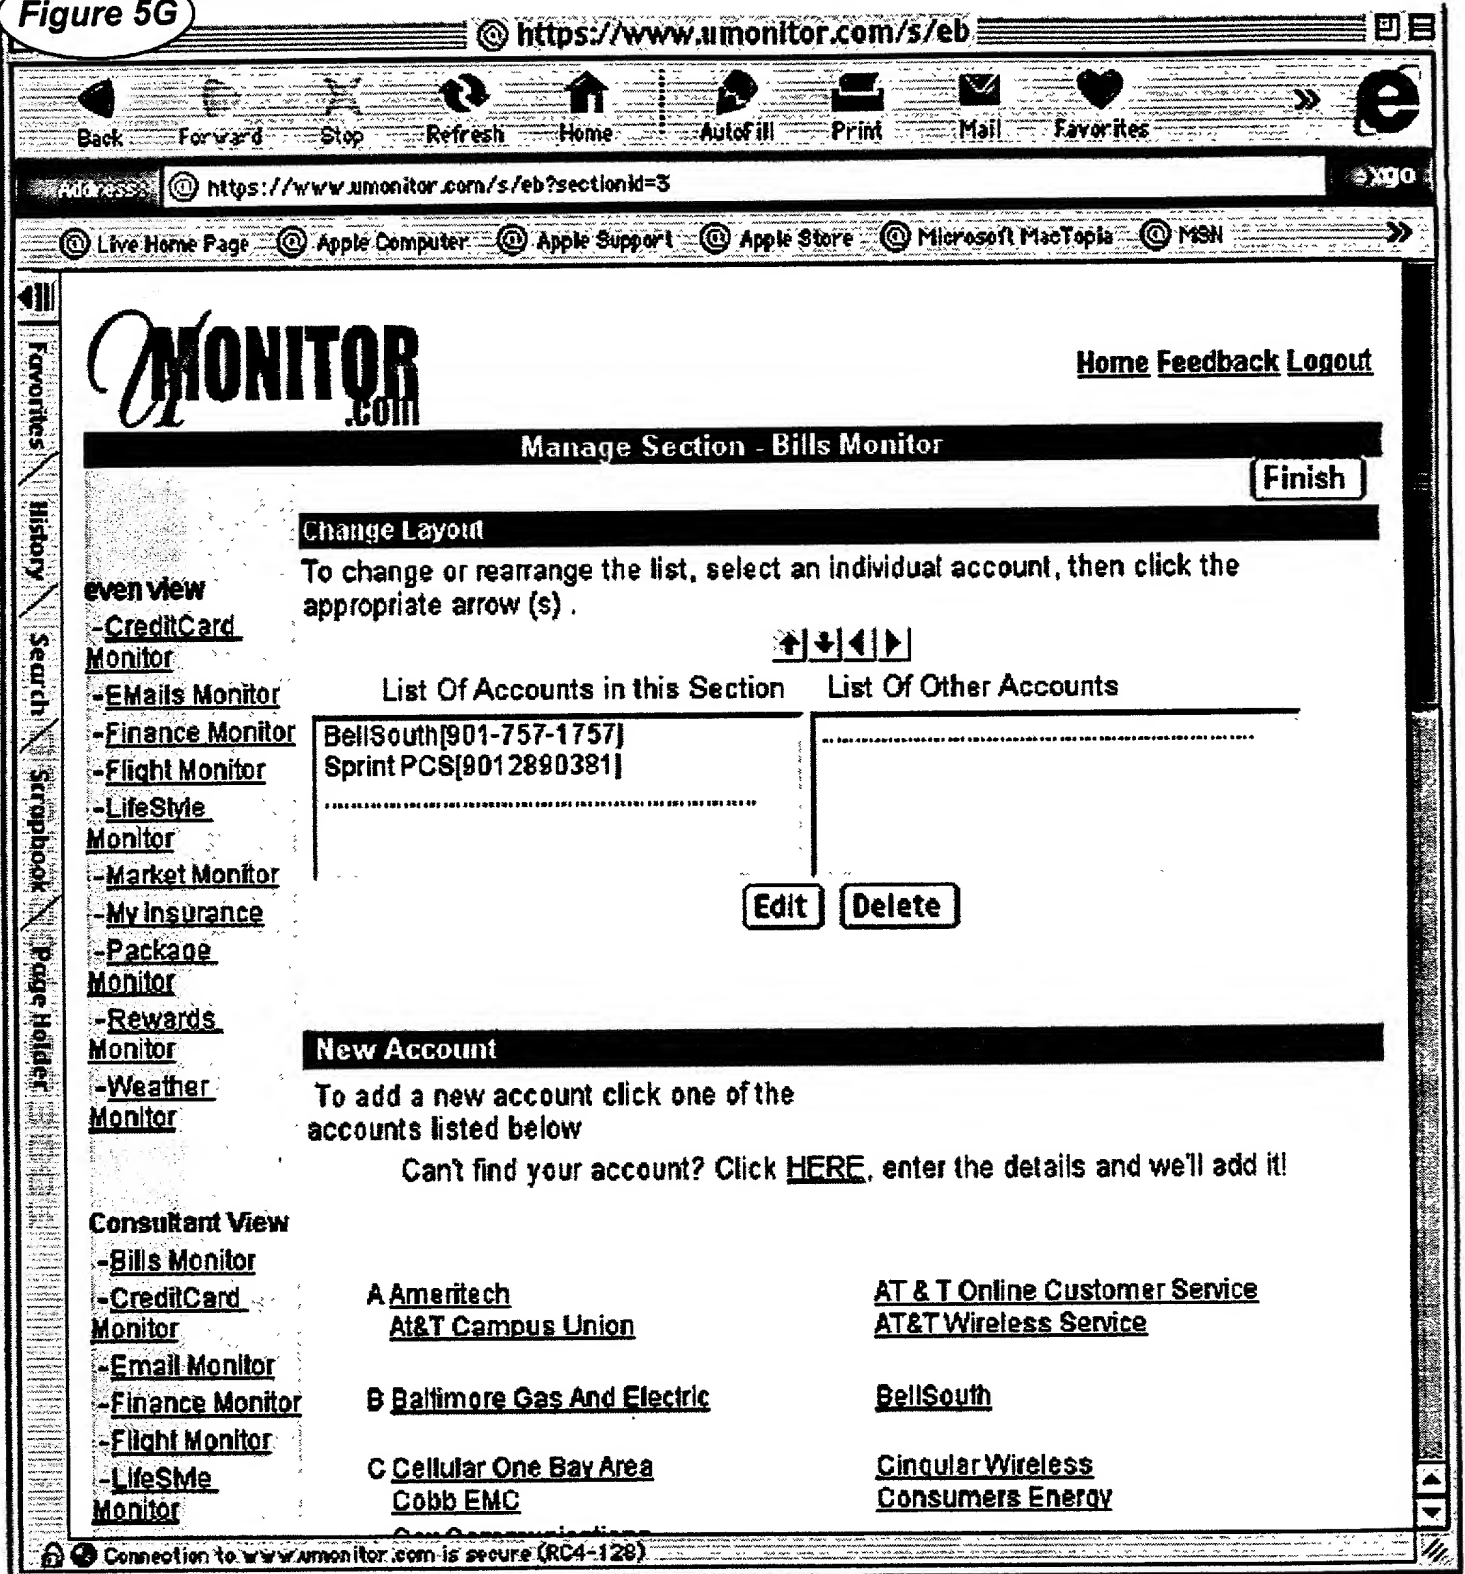 Figure 5G
https://www.umonitor.com/s/eb
Back Forward Stop Refresh Home AutoFill Print Mail Favorites
Address https://www.umonitor.com/s/eb?sectionid=3 go
Live Home Page Apple Computer Apple Support Apple Store Microsoft MacTopia MSN
Favorites
History
Search
Scrapbook
Page Holder
UMONITOR
.com
Home Feedback Logout
Manage Section - Bills Monitor
Finish
Change Layout
To change or rearrange the list, select an individual account, then click the
appropriate arrow (s) .
List Of Accounts in this Section List Of Other Accounts
BellSouth[901-757-1757]
Sprint PCS[9012890381]
Edit Delete
even view
-CreditCard
Monitor
-EMails Monitor
-Finance Monitor
-Flight Monitor
-LifeStyle
Monitor
-Market Monitor
-My Insurance
-Package
Monitor
-Rewards
Monitor
-Weather
Monitor
New Account
To add a new account click one of the
accounts listed below
Can't find your account? Click HERE, enter the details and we'll add it!
Consultant View
-Bills Monitor
-CreditCard
Monitor
-Email Monitor
-Finance Monitor
-Flight Monitor
-LifeStyle
Monitor
A Ameritech AT & T Online Customer Service
At&T Campus Union AT&T Wireless Service
B Baltimore Gas And Electric BellSouth
C Cellular One Bay Area Cingular Wireless
Cobb EMC Consumers Energy
Connection to www.umonitor.com is secure (RC4-128)